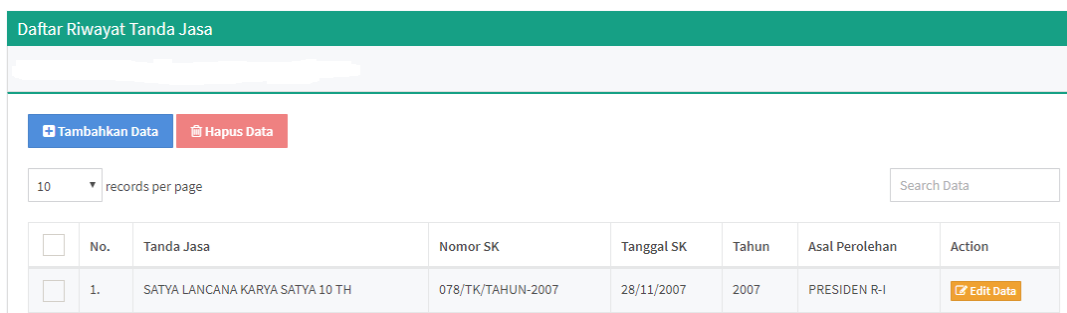 Daftar Riwayat Tanda Jasa
Tambahkan Data Hapus Data
10 records per page Search Data
No. Tanda Jasa Nomor SK Tanggal SK Tahun Asal Perolehan Action
1. SATYA LANCANA KARYA SATYA 10 TH 078/TK/TAHUN-2007 28/11/2007 2007 PRESIDEN R-I Edit Data